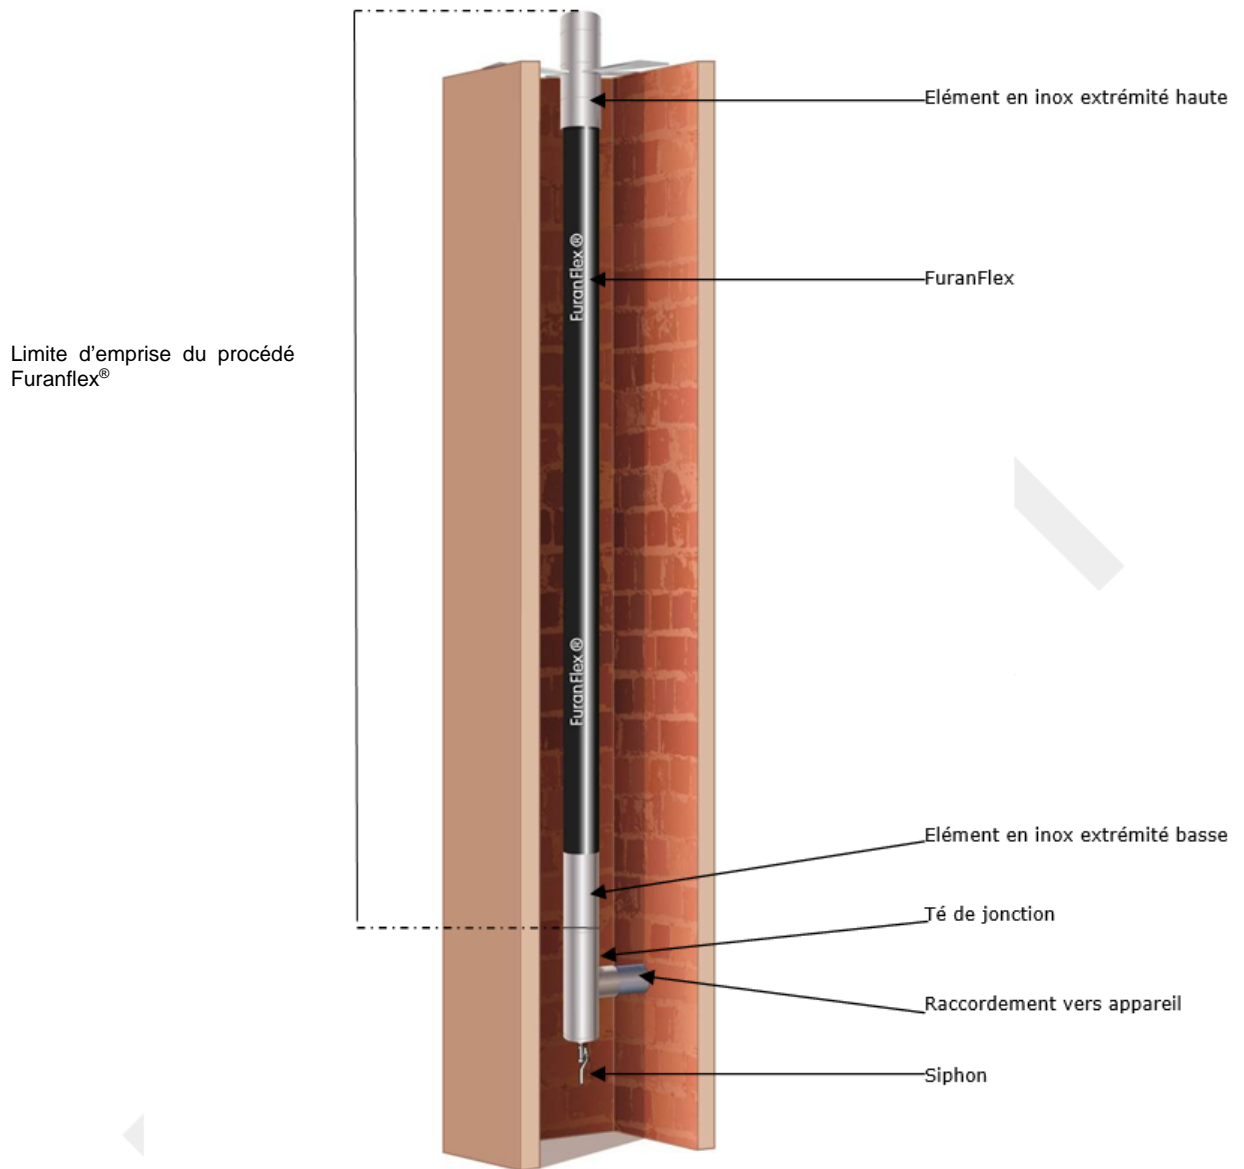 Elément en inox extrémité haute
FuranFlex ®
FuranFlex
Limite d'emprise du procédé
Furanflex®
FuranFlex ®
Elément en inox extrémité basse
Té de jonction
Raccordement vers appareil
Siphon